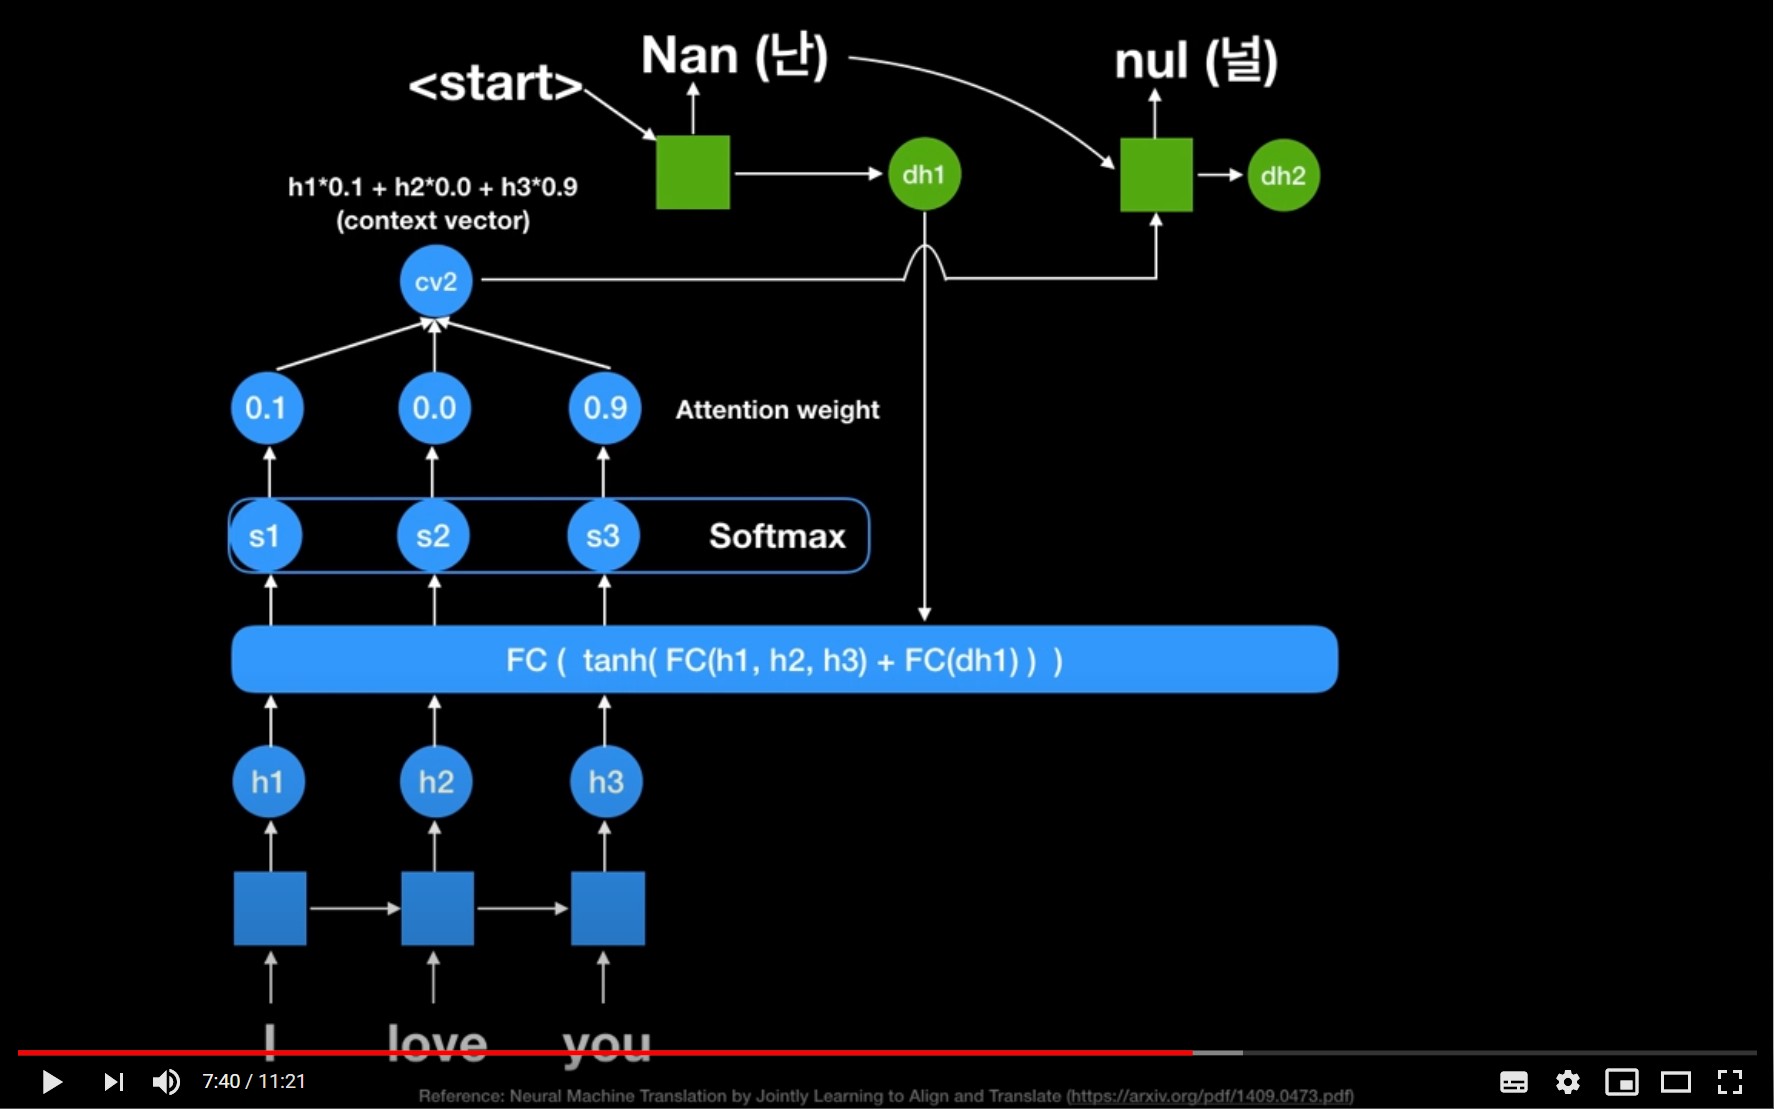 <start>
Nan (난)
nul (널)
dh1
dh2
h1*0.1 + h2*0.0 + h3*0.9
(context vector)
cv2
0.1
0.0
0.9
Attention weight
s1
s2
s3
Softmax
FC ( tanh( FC(h1, h2, h3) + FC(dh1) ) )
h1
h2
h3
I
love
you
7:40 / 11:21
Reference: Neural Machine Translation by Jointly Learning to Align and Translate (https://arxiv.org/pdf/1409.0473.pdf)